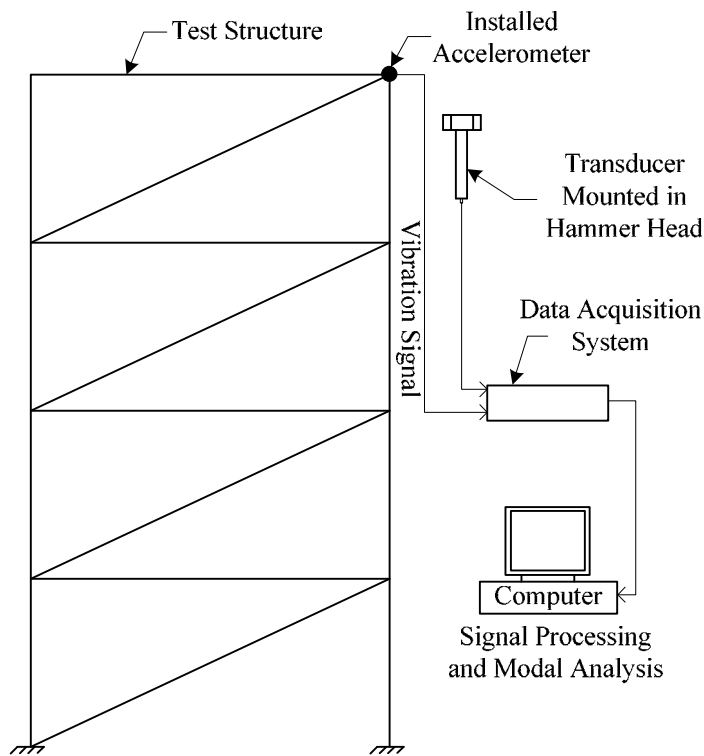 Test Structure
Installed
Accelerometer
Transducer
Mounted in
Hammer Head
Vibration Signal
Data Acquisition
System
Computer
Signal Processing
and Modal Analysis